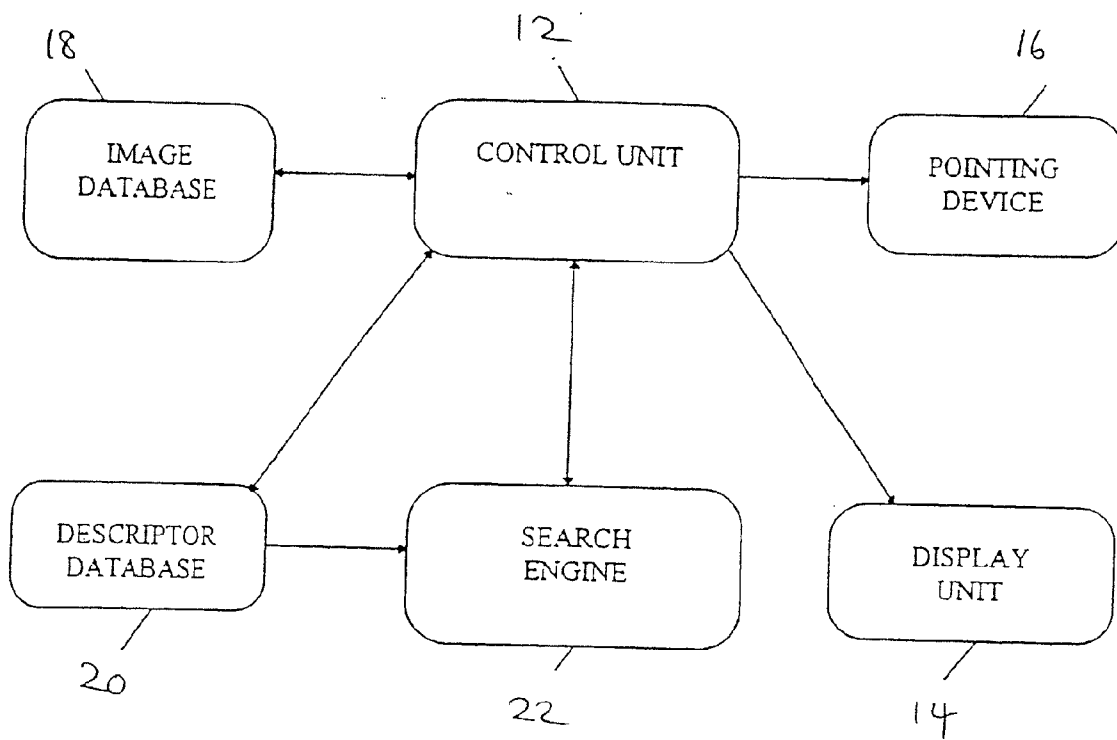 18
12
16
IMAGE
DATABASE
CONTROL UNIT
POINTING
DEVICE
DESCRIPTOR
DATABASE
SEARCH
ENGINE
DISPLAY
UNIT
20
22
14